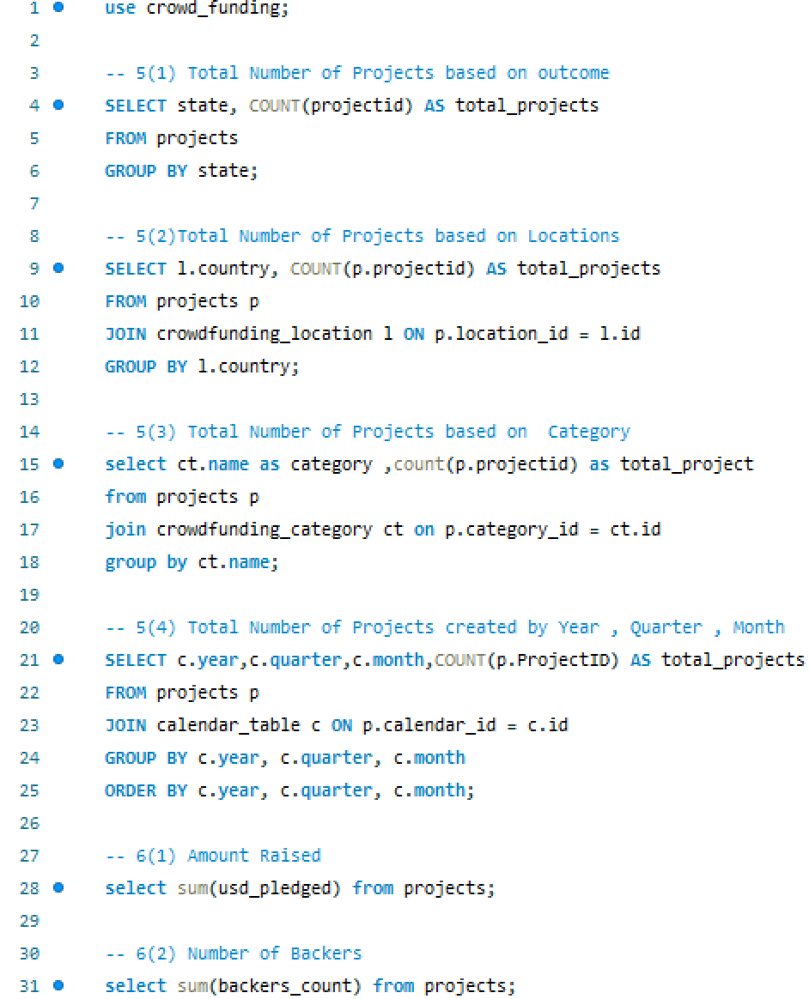 1 use crowd_funding;
2
3 -- 5(1) Total Number of Projects based on outcome
4 SELECT state, COUNT(projectid) AS total_projects
5 FROM projects
6 GROUP BY state;
7
8 -- 5(2)Total Number of Projects based on Locations
9 SELECT l.country, COUNT(p.projectid) AS total_projects
10 FROM projects p
11 JOIN crowdfunding_location l ON p.location_id = l.id
12 GROUP BY l.country;
13
14 -- 5(3) Total Number of Projects based on  Category
15 select ct.name as category ,count(p.projectid) as total_project
16 from projects p
17 join crowdfunding_category ct on p.category_id = ct.id
18 group by ct.name;
19
20 -- 5(4) Total Number of Projects created by Year , Quarter , Month
21 SELECT c.year,c.quarter,c.month,COUNT(p.ProjectID) AS total_projects
22 FROM projects p
23 JOIN calendar_table c ON p.calendar_id = c.id
24 GROUP BY c.year, c.quarter, c.month
25 ORDER BY c.year, c.quarter, c.month;
26
27 -- 6(1) Amount Raised
28 select sum(usd_pledged) from projects;
29
30 -- 6(2) Number of Backers
31 select sum(backers_count) from projects;